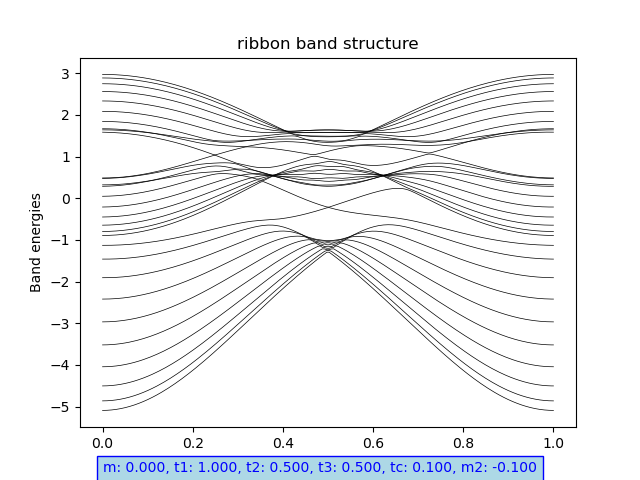 ribbon band structure
Band energies
3
2
1
0
−1
−2
−3
−4
−5
0.0 0.2 0.4 0.6 0.8 1.0
m: 0.000, t1: 1.000, t2: 0.500, t3: 0.500, tc: 0.100, m2: -0.100